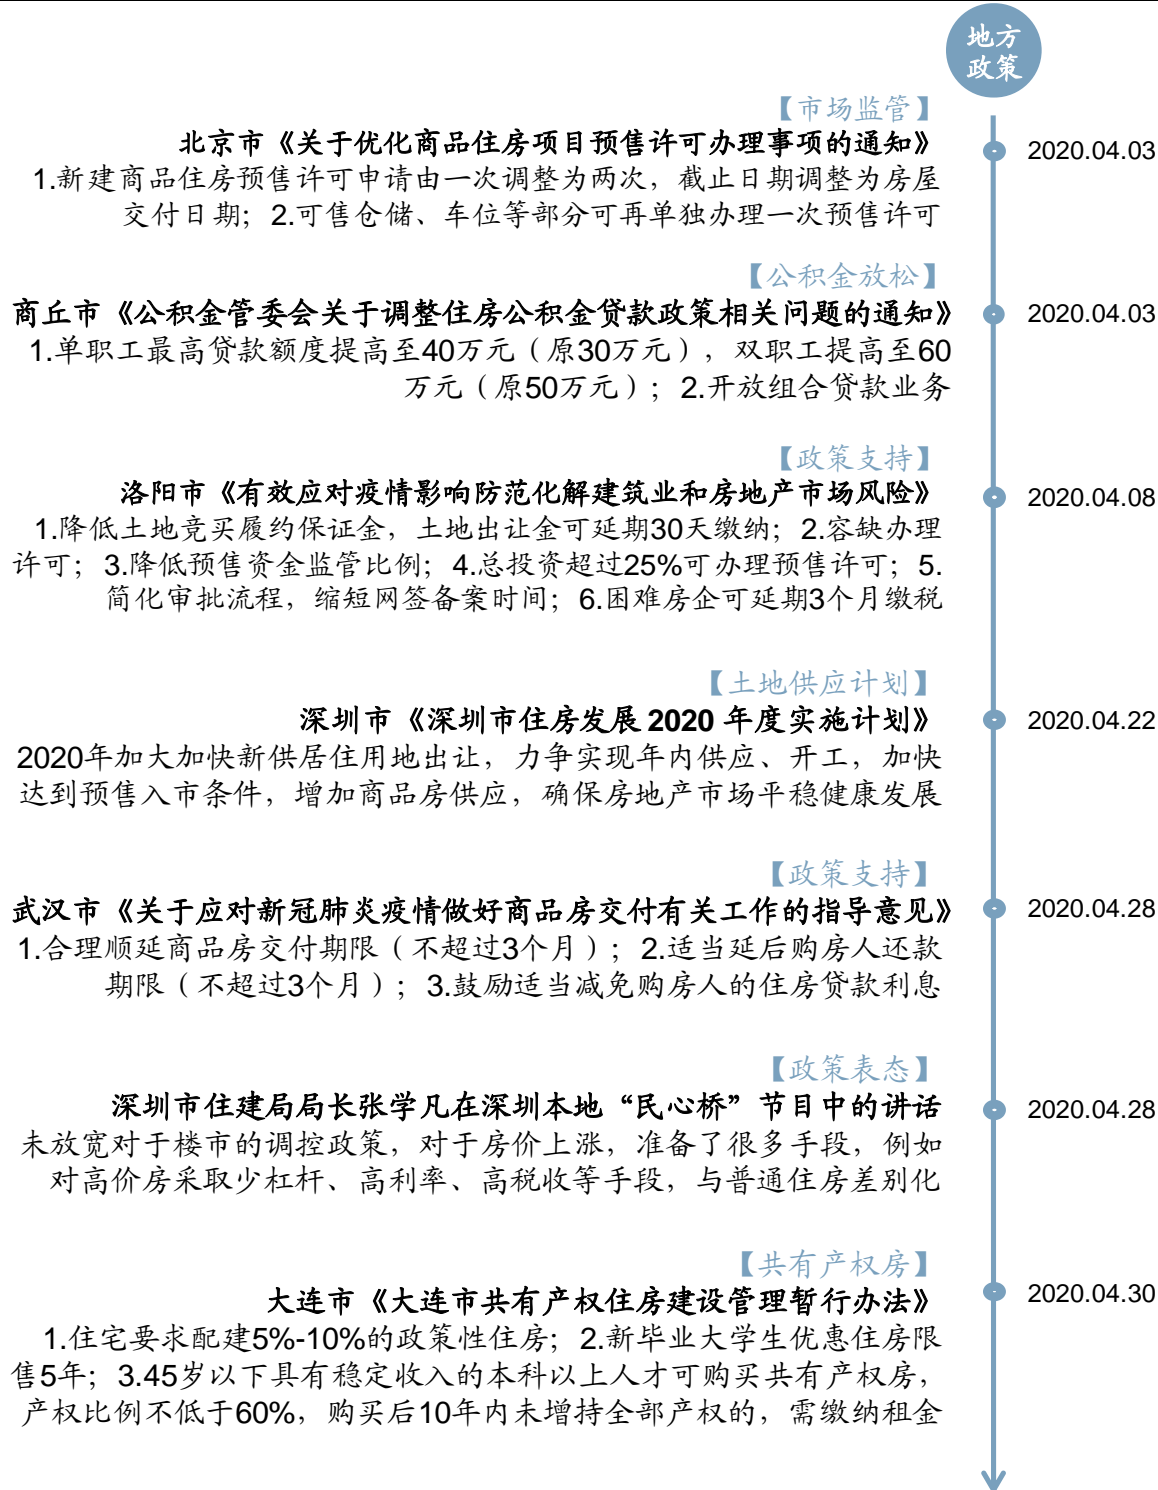 地方
政策
【市场监管】
北京市《关于优化商品住房项目预售许可办理事项的通知》
2020.04.03
1.新建商品住房预售许可申请由一次调整为两次，截止日期调整为房屋
交付日期；2.可售仓储、车位等部分可再单独办理一次预售许可
【公积金放松】
商丘市《公积金管委会关于调整住房公积金贷款政策相关问题的通知》
2020.04.03
1.单职工最高贷款额度提高至40万元（原30万元），双职工提高至60
万元（原50万元）；2.开放组合贷款业务
【政策支持】
洛阳市《有效应对疫情影响防范化解建筑业和房地产市场风险》
2020.04.08
1.降低土地竞买履约保证金，土地出让金可延期30天缴纳；2.容缺办理
许可；3.降低预售资金监管比例；4.总投资超过25%可办理预售许可；5.
简化审批流程，缩短网签备案时间；6.困难房企可延期3个月缴税
【土地供应计划】
深圳市《深圳市住房发展 2020 年度实施计划》
2020.04.22
2020年加大加快新供居住用地出让，力争实现年内供应、开工，加快
达到预售入市条件，增加商品房供应，确保房地产市场平稳健康发展
【政策支持】
武汉市《关于应对新冠肺炎疫情做好商品房交付有关工作的指导意见》
2020.04.28
1.合理顺延商品房交付期限（不超过3个月）；2.适当延后购房人还款
期限（不超过3个月）；3.鼓励适当减免购房人的住房贷款利息
【政策表态】
深圳市住建局局长张学凡在深圳本地“民心桥”节目中的讲话
2020.04.28
未放宽对于楼市的调控政策，对于房价上涨，准备了很多手段，例如
对高价房采取少杠杆、高利率、高税收等手段，与普通住房差别化
【共有产权房】
大连市《大连市共有产权住房建设管理暂行办法》
2020.04.30
1.住宅要求配建5%-10%的政策性住房；2.新毕业大学生优惠住房限
售5年；3.45岁以下具有稳定收入的本科以上人才可购买共有产权房，
产权比例不低于60%，购买后10年内未增持全部产权的，需缴纳租金